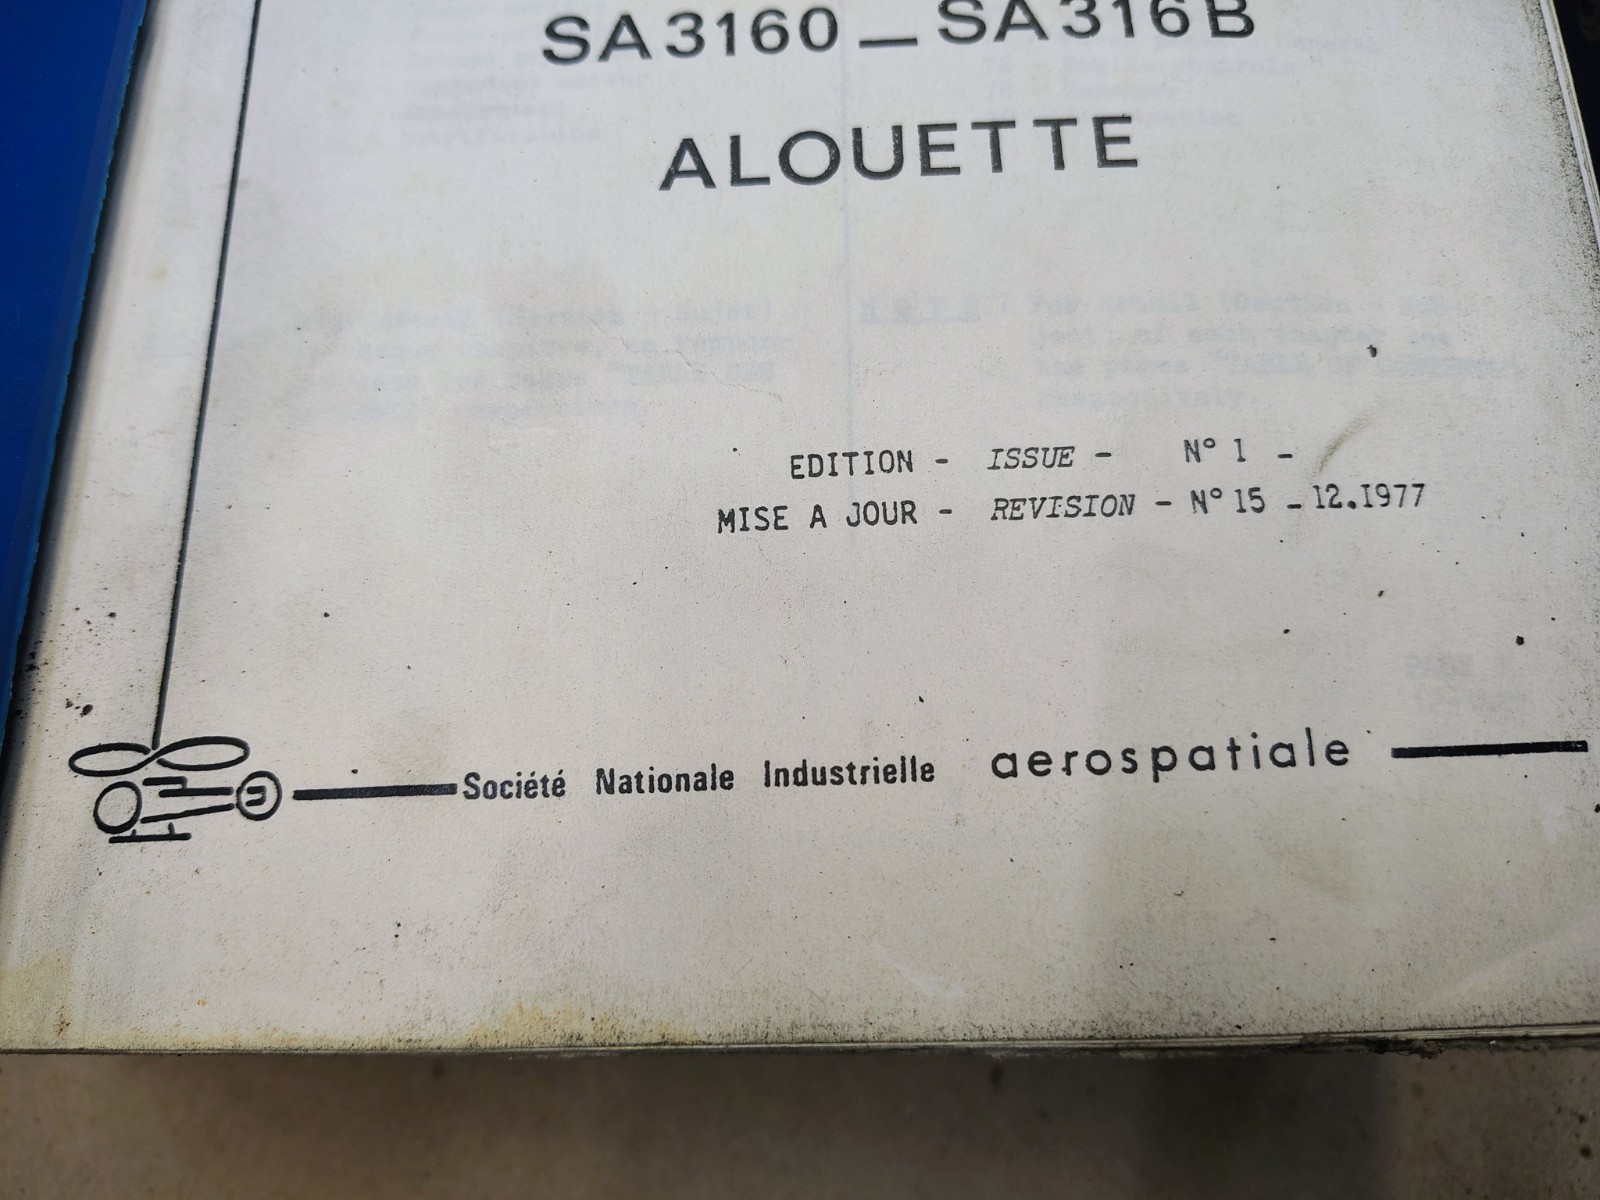 SA3160 — SA316B
ALOUETTE
EDITION - ISSUE - N° 1 -
MISE A JOUR - REVISION - N° 15 - 12.1977
Société Nationale Industrielle aerospatiale